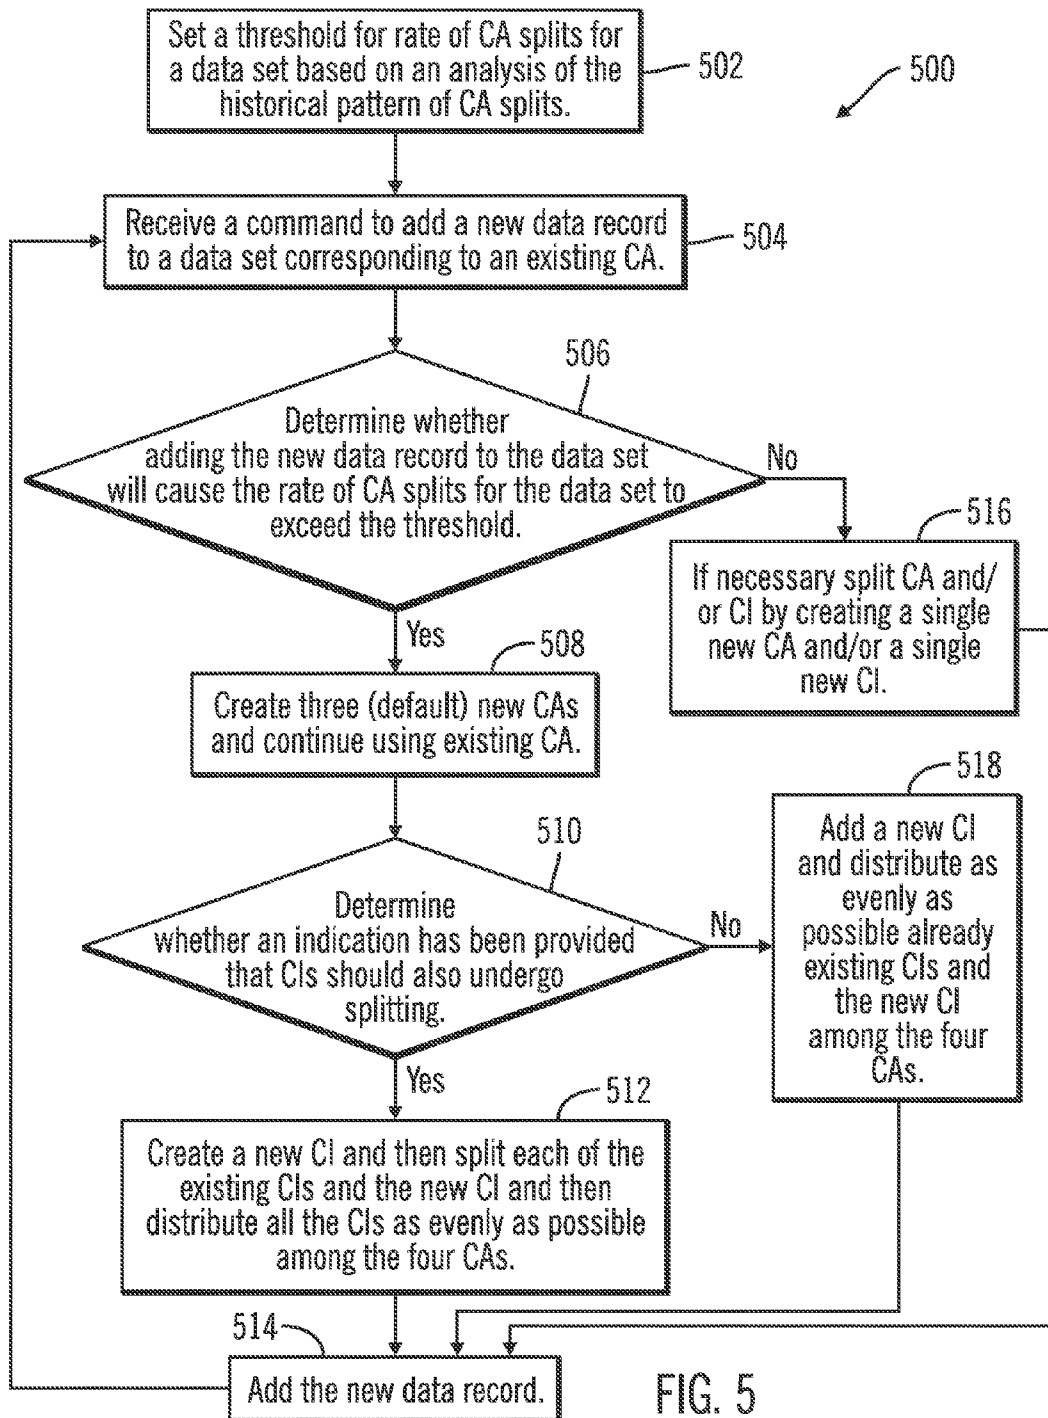 Set a threshold for rate of CA splits for
a data set based on an analysis of the
historical pattern of CA splits.
502
500
Receive a command to add a new data record
to a data set corresponding to an existing CA.
504
506
Determine whether
adding the new data record to the data set
will cause the rate of CA splits for the data set to
exceed the threshold.
No
Yes
516
If necessary split CA and/
or CI by creating a single
new CA and/or a single
new CI.
508
Create three (default) new CAs
and continue using existing CA.
510
Determine
whether an indication has been provided
that CIs should also undergo
splitting.
No
Yes
518
Add a new CI
and distribute as
evenly as
possible already
existing CIs and
the new CI
among the four
CAs.
512
Create a new CI and then split each of the
existing CIs and the new CI and then
distribute all the CIs as evenly as possible
among the four CAs.
514
Add the new data record.
FIG. 5